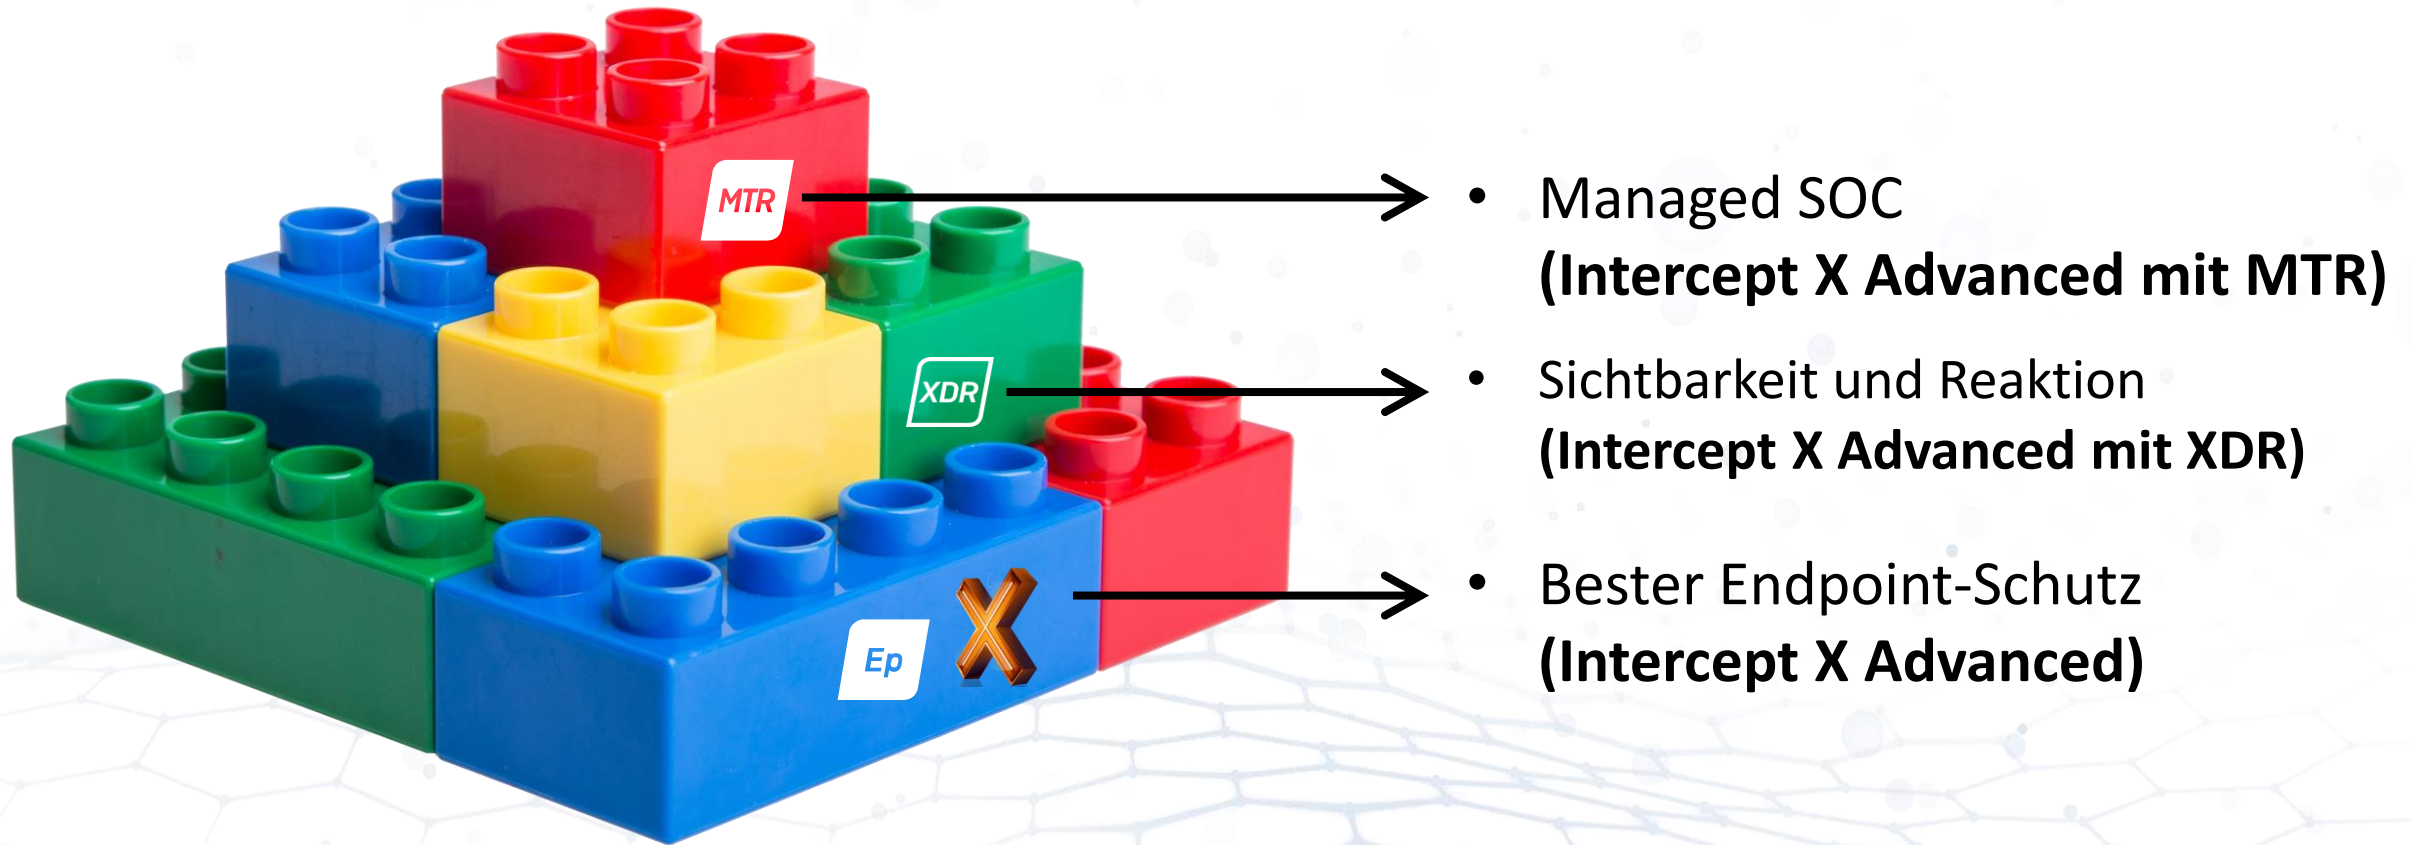 MTR
• Managed SOC
(Intercept X Advanced mit MTR)
XDR
• Sichtbarkeit und Reaktion
(Intercept X Advanced mit XDR)
Ep X
• Bester Endpoint-Schutz
(Intercept X Advanced)